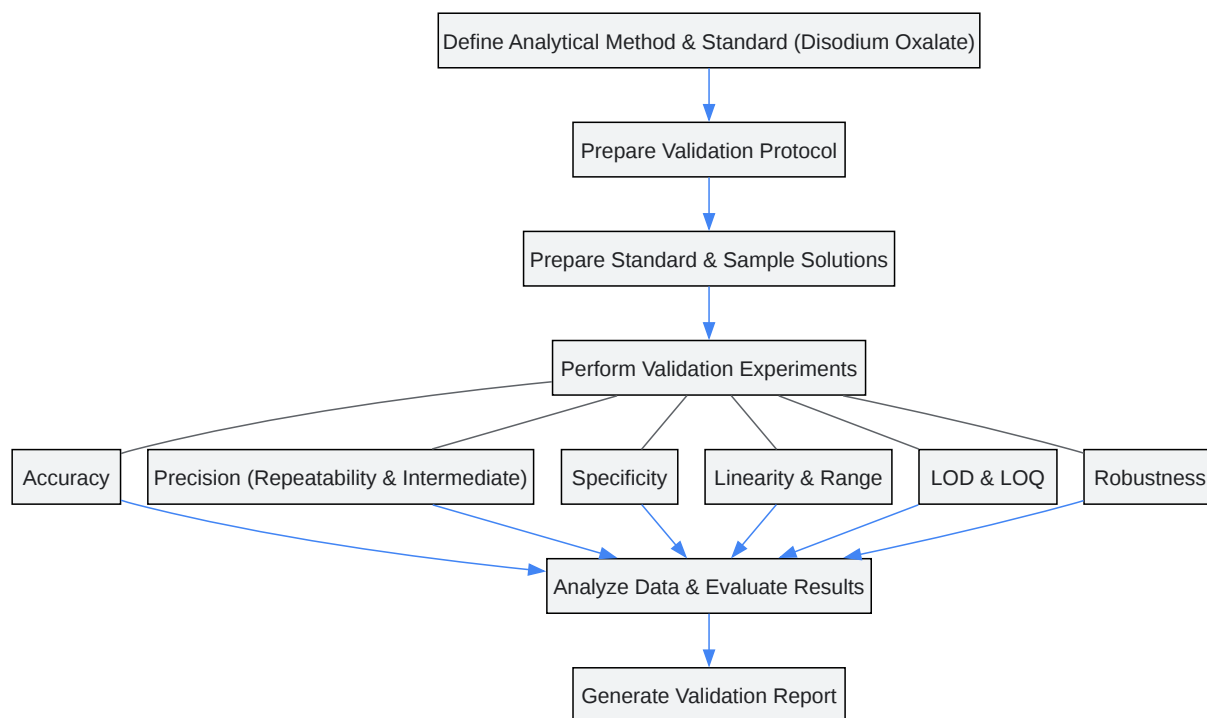 Define Analytical Method & Standard (Disodium Oxalate)
Prepare Validation Protocol
Prepare Standard & Sample Solutions
Perform Validation Experiments
Accuracy
Precision (Repeatability & Intermediate)
Specificity
Linearity & Range
LOD & LOQ
Robustness
Analyze Data & Evaluate Results
Generate Validation Report